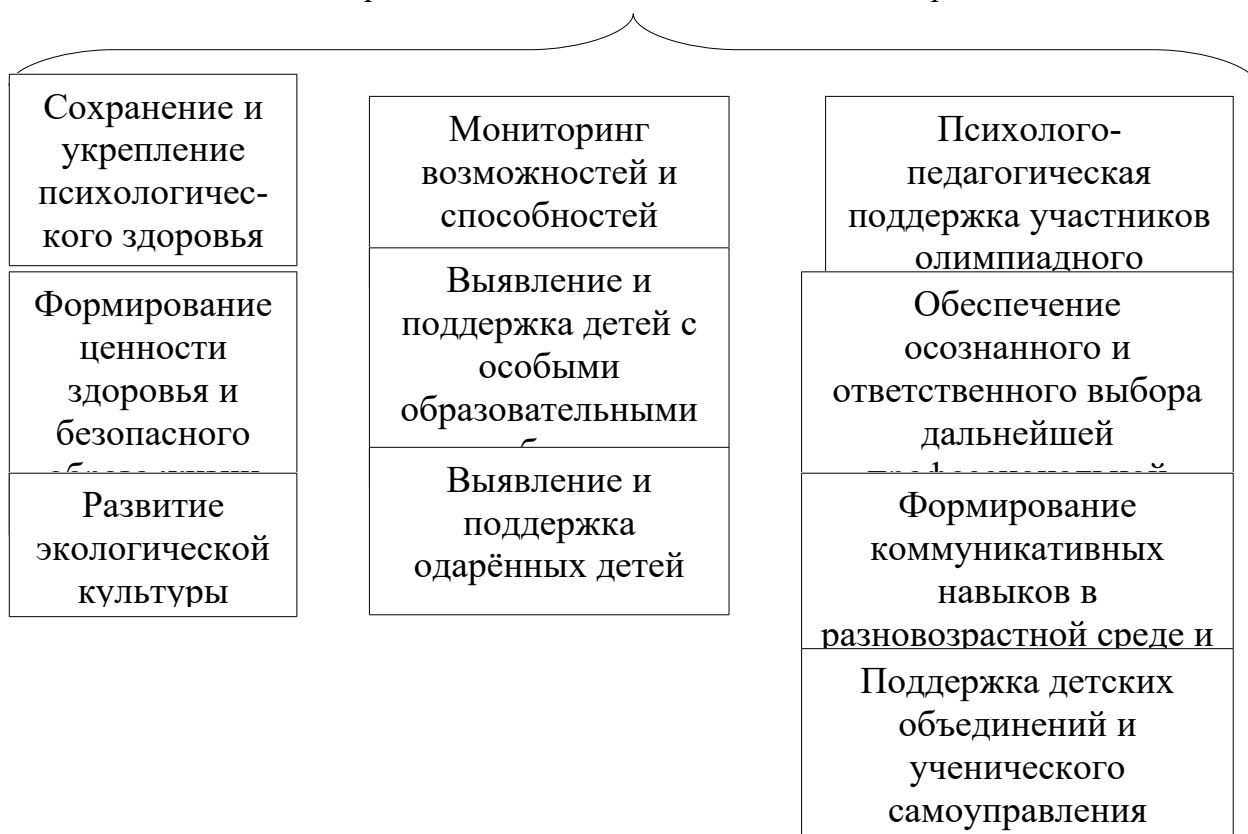 Сохранение и
укрепление
психологичес-
кого здоровья
Формирование
ценности
здоровья и
безопасного
Развитие
экологической
культуры
Мониторинг
возможностей и
способностей
Выявление и
поддержка детей с
особыми
образовательными
Выявление и
поддержка
одарённых детей
Психолого-
педагогическая
поддержка участников
олимпиадного
Обеспечение
осознанного и
ответственного выбора
дальнейшей
Формирование
коммуникативных
навыков в
разновозрастной среде и
Поддержка детских
объединений и
ученического
самоуправления